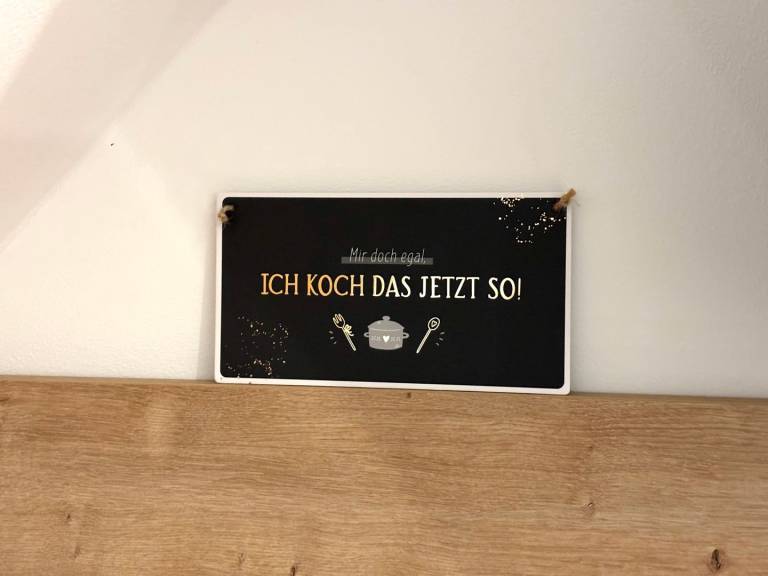 Mir doch egal,
ICH KOCH DAS JETZT SO!